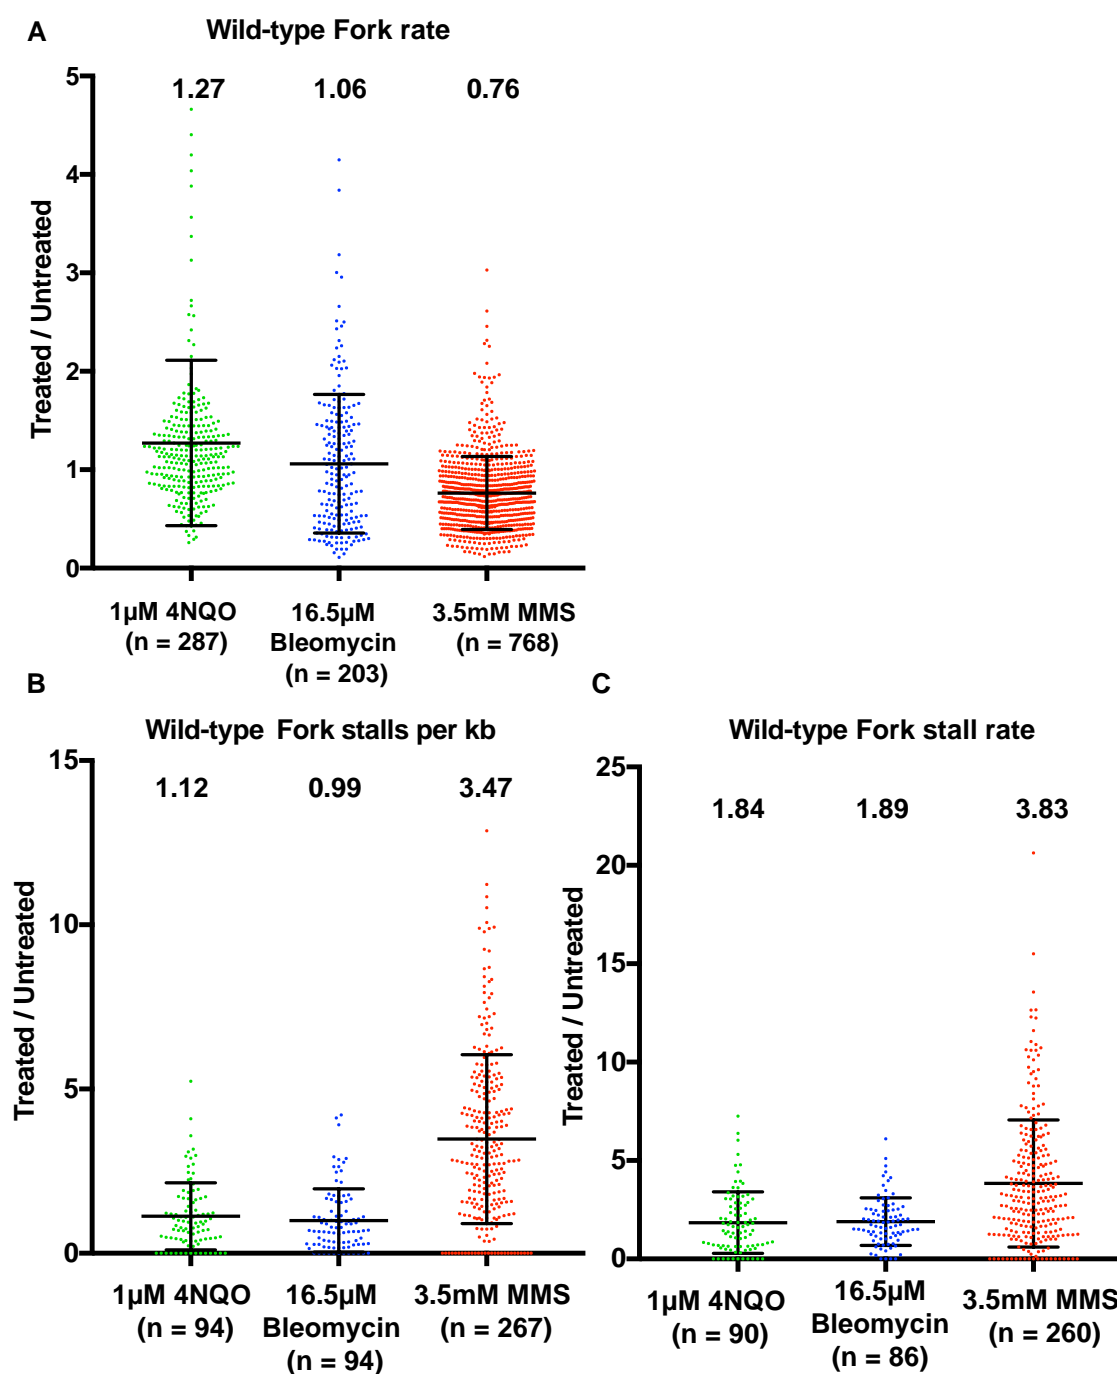 A
Wild-type Fork rate
1.27 1.06 0.76
5
4
3
2
1
0
Treated / Untreated
1µM 4NQO
(n = 287)
16.5µM
Bleomycin
(n = 203)
3.5mM MMS
(n = 768)
B
Wild-type Fork stalls per kb
1.12 0.99 3.47
15
10
5
0
Treated / Untreated
1µM 4NQO
(n = 94)
16.5µM
Bleomycin
(n = 94)
3.5mM MMS
(n = 267)
C
Wild-type Fork stall rate
1.84 1.89 3.83
25
20
15
10
5
0
Treated / Untreated
1µM 4NQO
(n = 90)
16.5µM
Bleomycin
(n = 86)
3.5mM MMS
(n = 260)